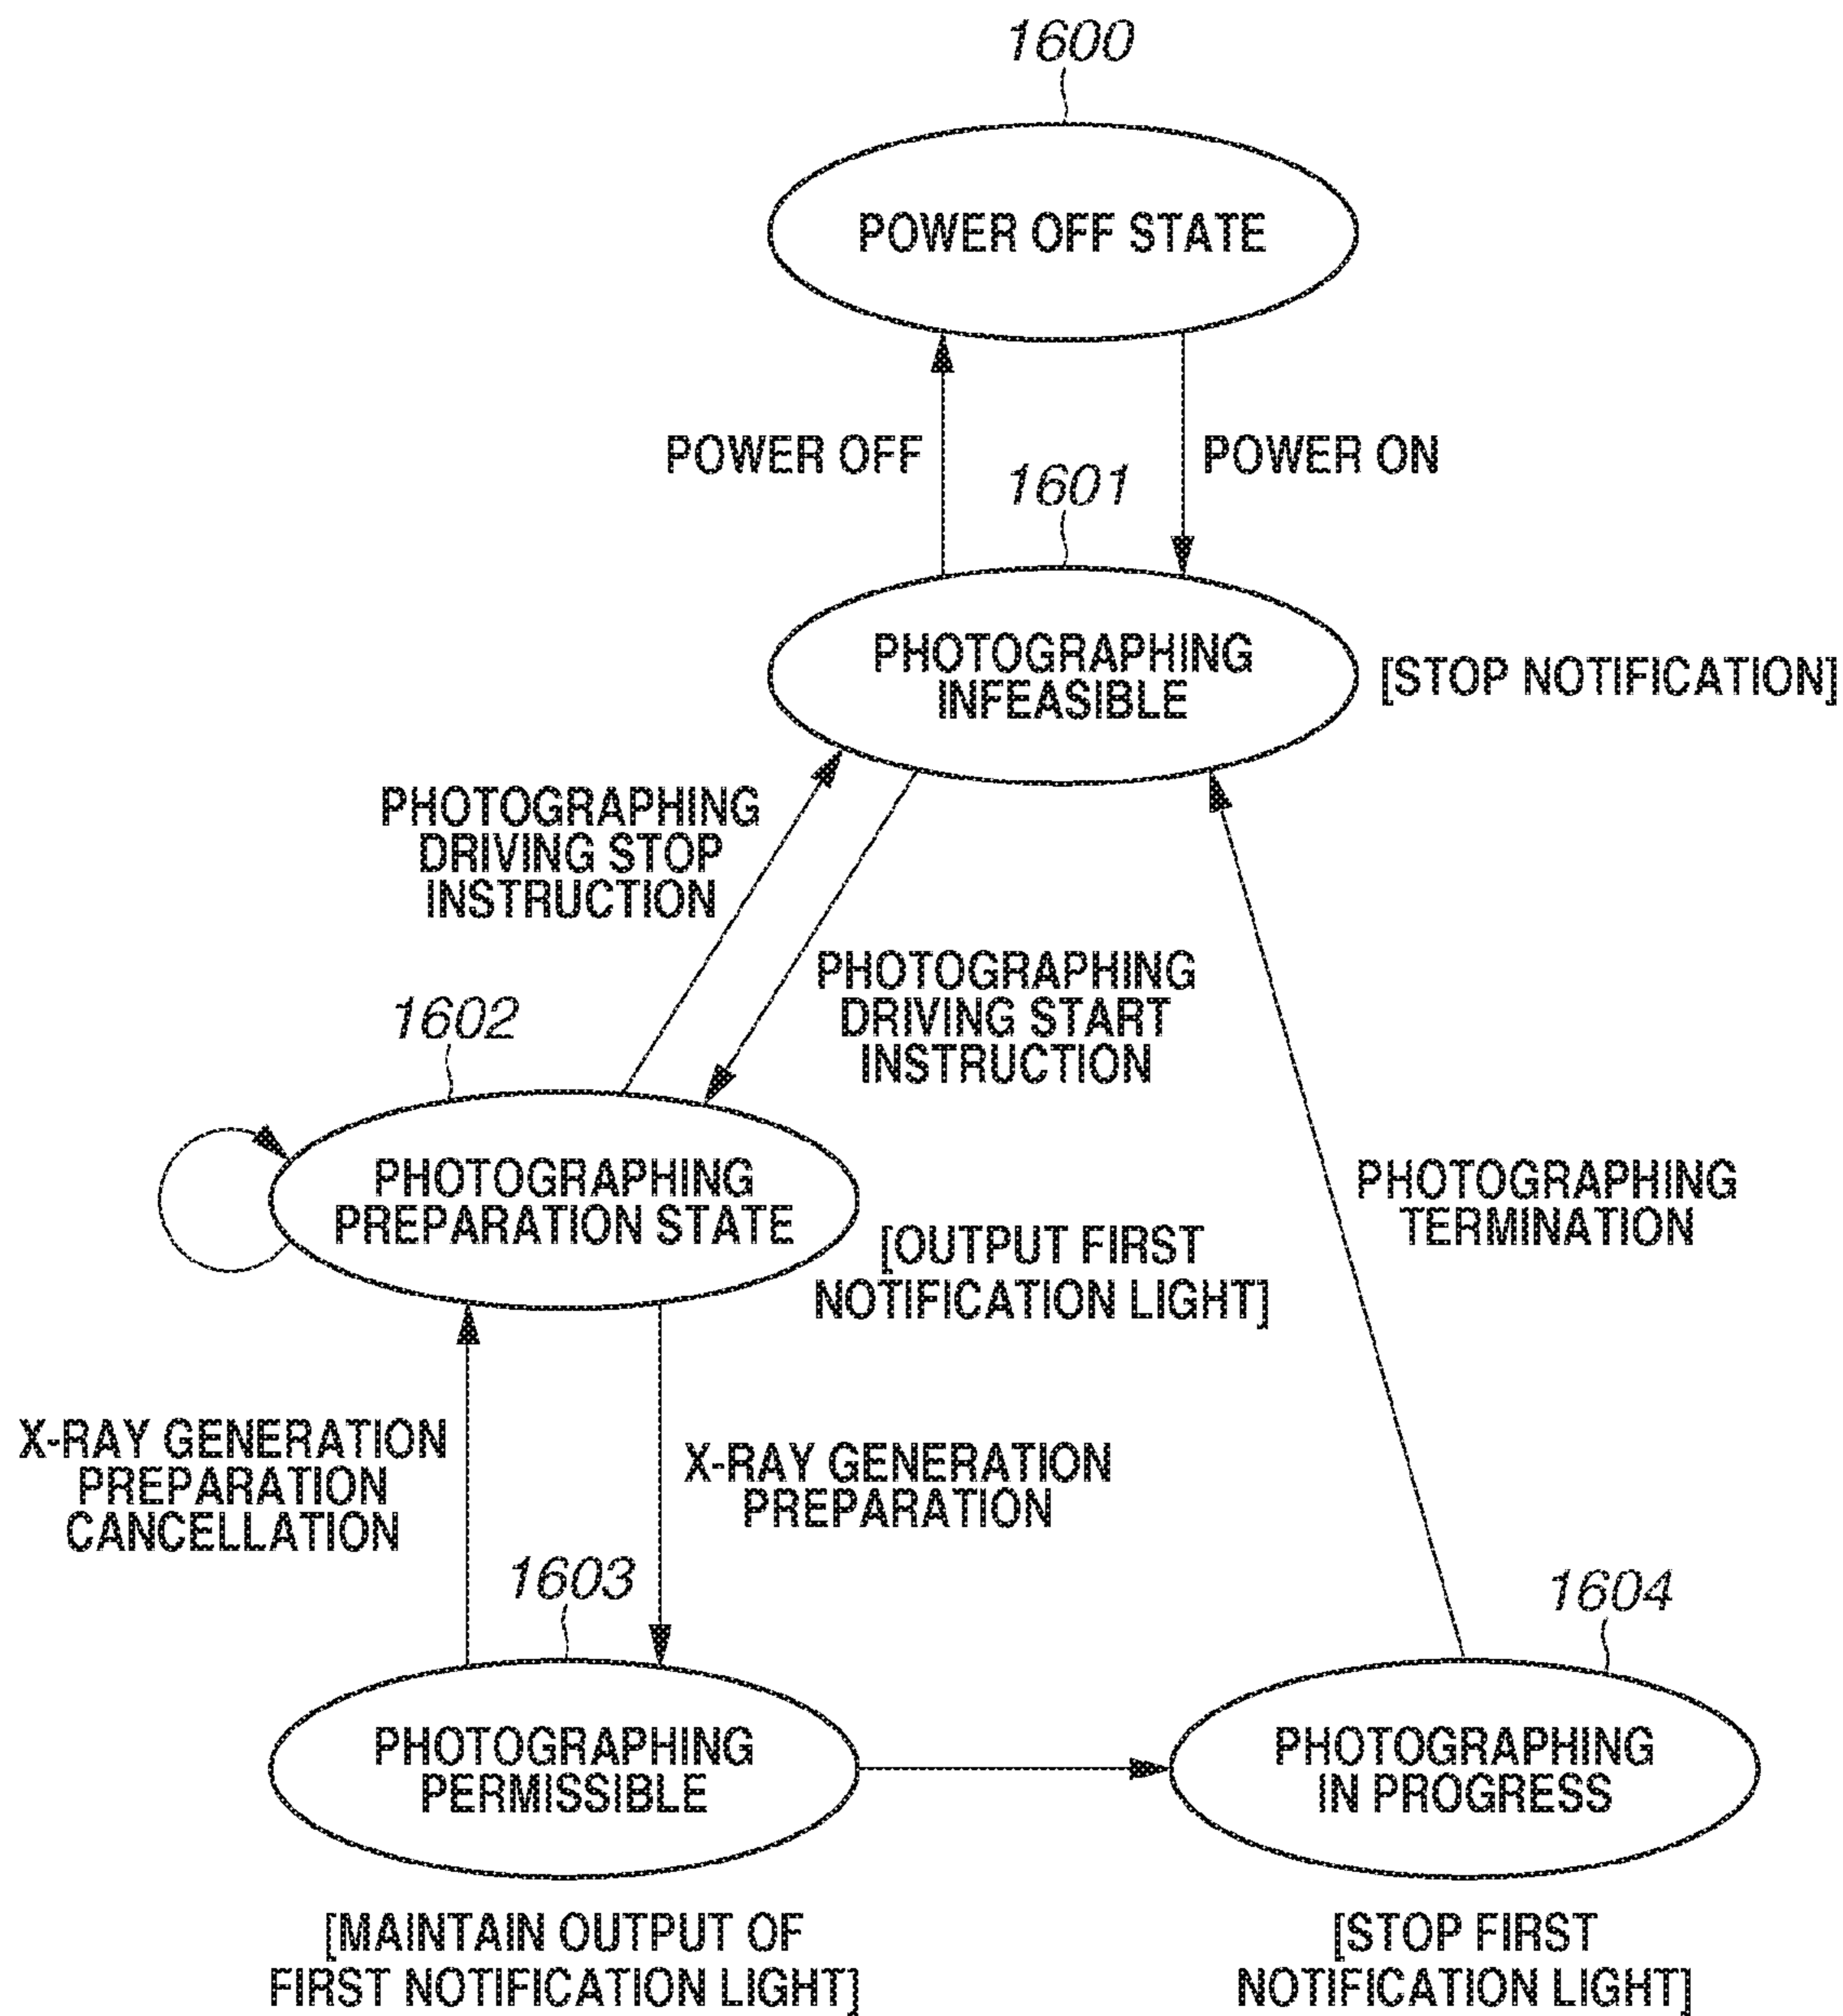 1600
POWER OFF STATE
POWER OFF
POWER ON
1601
PHOTOGRAPHING
INFEASIBLE
[STOP NOTIFICATION]
PHOTOGRAPHING
DRIVING STOP
INSTRUCTION
PHOTOGRAPHING
DRIVING START
INSTRUCTION
1602
PHOTOGRAPHING
PREPARATION STATE
[OUTPUT FIRST
NOTIFICATION LIGHT]
PHOTOGRAPHING
TERMINATION
X-RAY GENERATION
PREPARATION
CANCELLATION
X-RAY GENERATION
PREPARATION
1603
PHOTOGRAPHING
PERMISSIBLE
[MAINTAIN OUTPUT OF
FIRST NOTIFICATION LIGHT]
1604
PHOTOGRAPHING
IN PROGRESS
[STOP FIRST
NOTIFICATION LIGHT]